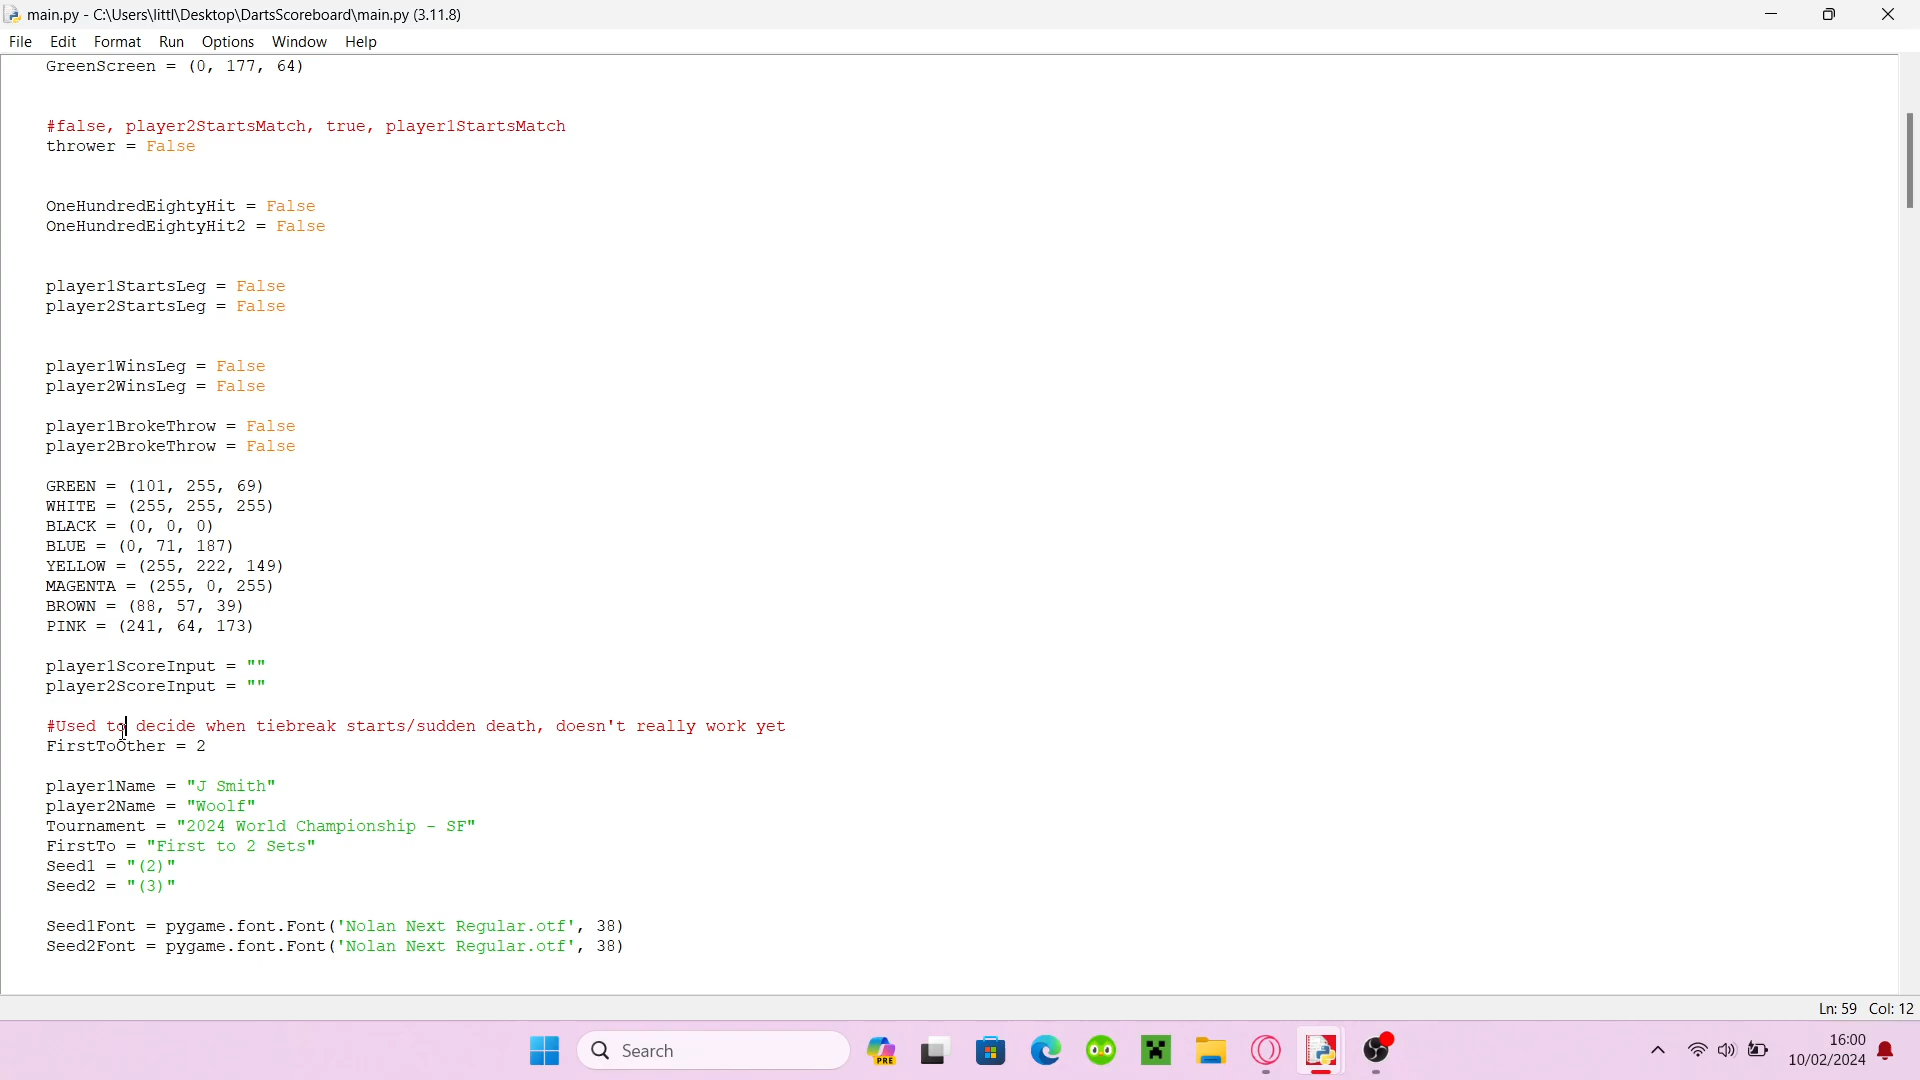 main.py - C:\Users\littl\Desktop\DartsScoreboard\main.py (3.11.8)
File Edit Format Run Options Window Help
GreenScreen = (0, 177, 64)
#false, player2StartsMatch, true, player1StartsMatch
thrower = False
OneHundredEightyHit = False
OneHundredEightyHit2 = False
player1StartsLeg = False
player2StartsLeg = False
player1WinsLeg = False
player2WinsLeg = False
player1BrokeThrow = False
player2BrokeThrow = False
GREEN = (101, 255, 69)
WHITE = (255, 255, 255)
BLACK = (0, 0, 0)
BLUE = (0, 71, 187)
YELLOW = (255, 222, 149)
MAGENTA = (255, 0, 255)
BROWN = (88, 57, 39)
PINK = (241, 64, 173)
player1ScoreInput = ""
player2ScoreInput = ""
#Used to decide when tiebreak starts/sudden death, doesn't really work yet
FirstToOther = 2
player1Name = "J Smith"
player2Name = "Woolf"
Tournament = "2024 World Championship - SF"
FirstTo = "First to 2 Sets"
Seed1 = "(2)"
Seed2 = "(3)"
Seed1Font = pygame.font.Font('Nolan Next Regular.otf', 38)
Seed2Font = pygame.font.Font('Nolan Next Regular.otf', 38)
Ln: 59 Col: 12
Search
PRE
16:00
10/02/2024